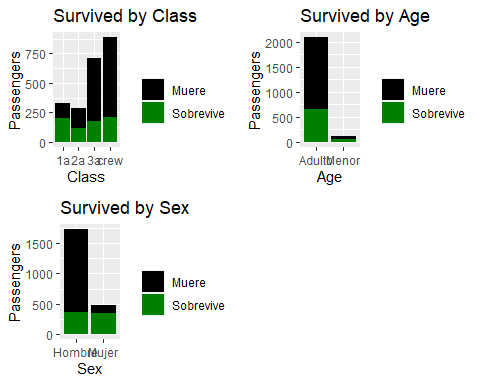 Survived by Class
Passengers
750
500
250
0
1a 2a 3a crew
Class
Muere
Sobrevive
Survived by Age
Passengers
2000
1500
1000
500
0
Adulto Menor
Age
Muere
Sobrevive
Survived by Sex
Passengers
1500
1000
500
0
Hombre Mujer
Sex
Muere
Sobrevive